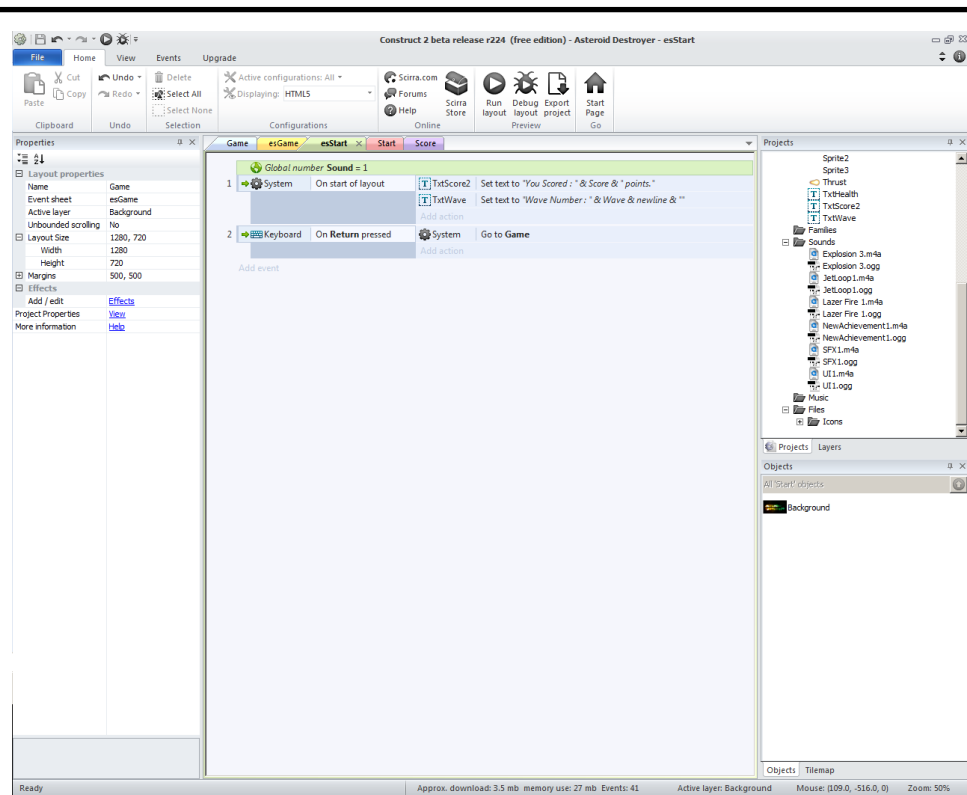 Construct 2 beta release r224 (free edition) - Asteroid Destroyer - esStart
File Home View Events Upgrade
Paste Cut Copy Undo Redo Delete Select All Select None Active configurations: All Displaying: HTML5 Scirra.com Forums Help Scirra Store Run layout Debug layout Export project Start Page
Clipboard Undo Selection Configurations Online Preview Go
Properties
Layout properties
Name Game
Event sheet esGame
Active layer Background
Unbounded scrolling No
Layout Size 1280, 720
Width 1280
Height 720
Margins 500, 500
Effects
Add / edit Effects
Project Properties View
More information Help
Game esGame esStart Start Score
Global number Sound = 1
1 System On start of layout T TxtScore2 Set text to "You Scored : " & Score & " points."
T TxtWave Set text to "Wave Number : " & Wave & newline & ""
Add action
2 Keyboard On Return pressed System Go to Game
Add action
Add event
Projects
Sprite2
Sprite3
Thrust
T TxtHealth
T TxtScore2
T TxtWave
Families
Sounds
Explosion 3.m4a
Explosion 3.ogg
JetLoop1.m4a
JetLoop1.ogg
Lazer Fire 1.m4a
Lazer Fire 1.ogg
NewAchievement1.m4a
NewAchievement1.ogg
SFX1.m4a
SFX1.ogg
UI1.m4a
UI1.ogg
Music
Files
Icons
Projects Layers
Objects
All 'Start' objects
Background
Objects Tilemap
Ready Approx. download: 3.5 mb memory use: 27 mb Events: 41 Active layer: Background Mouse: (109.0, -516.0, 0) Zoom: 50%